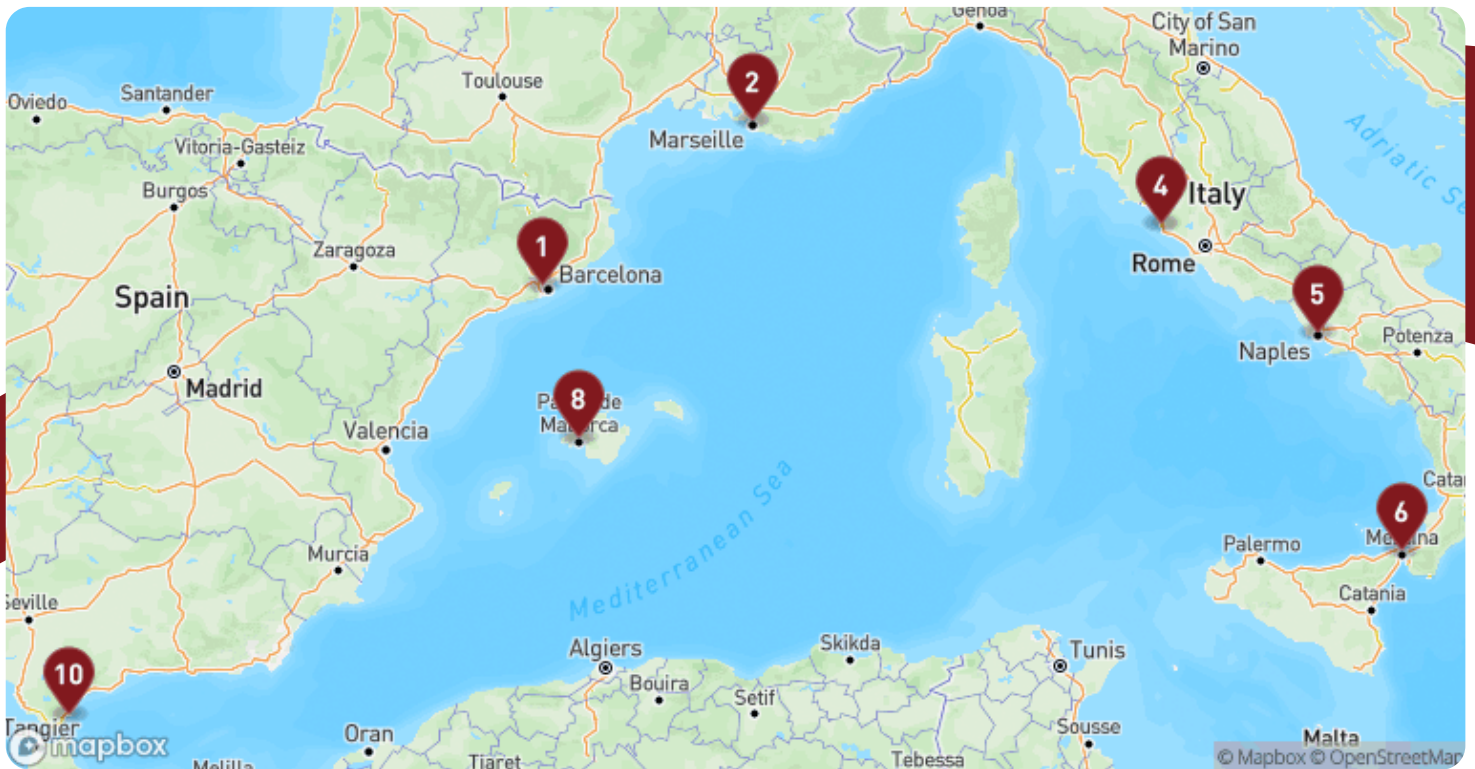 Genoa
City of San
Marino
Oviedo
Santander
Toulouse
2
Marseille
Adriatic Se
Vitoria-Gasteiz
Burgos
4
Italy
Zaragoza
1
Barcelona
Rome
Spain
5
Naples
Potenza
Madrid
8
Valencia
Mediterranean Sea
Catan
6
Murcia
Palermo
Catania
Seville
Algiers
Skikda
Tunis
10
Bouira
Setif
Tangier
Oran
Sousse
Malta
mapbox
© Mapbox © OpenStreetMap
Melilla
Tiaret
Tebessa